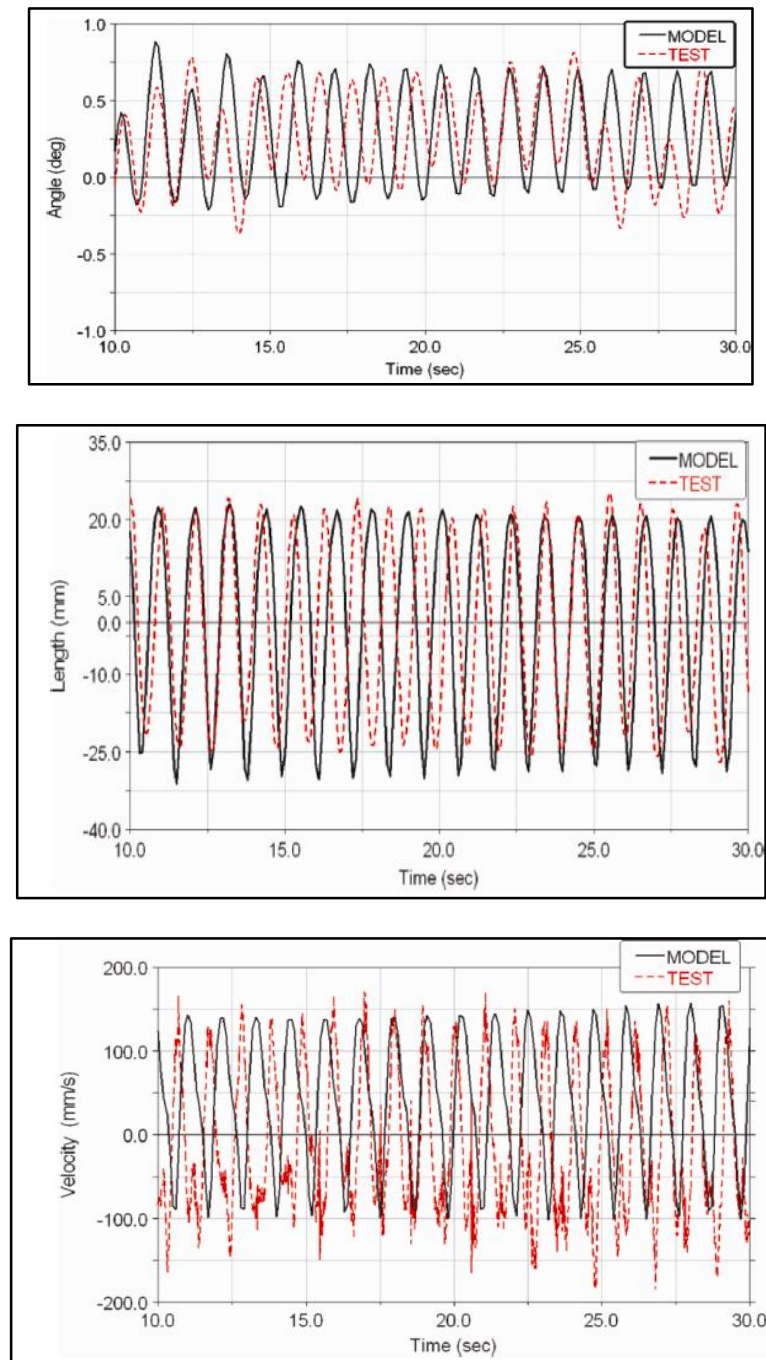 1.0
MODEL
TEST
0.5
0.0
-0.5
-1.0
Angle (deg)
10.0 15.0 20.0 25.0 30.0
Time (sec)
35.0
MODEL
TEST
20.0
5.0
0.0
-10.0
-25.0
-40.0
Length (mm)
10.0 15.0 20.0 25.0 30.0
Time (sec)
200.0
MODEL
TEST
100.0
0.0
-100.0
-200.0
Velocity (mm/s)
10.0 15.0 20.0 25.0 30.0
Time (sec)